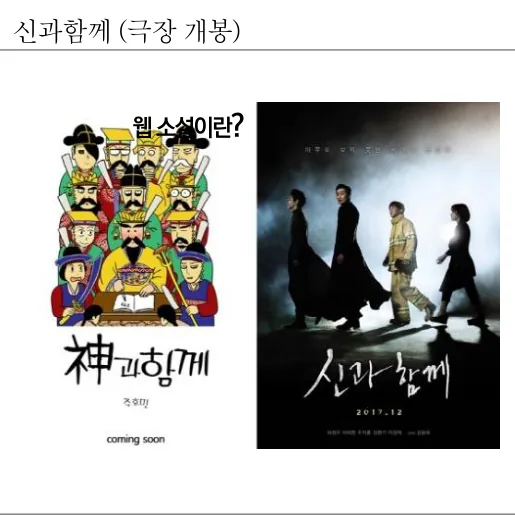 신과함께 (극장 개봉)
웹 소설이란?
神과함께
주호민
coming soon
신과 함께
2017.12